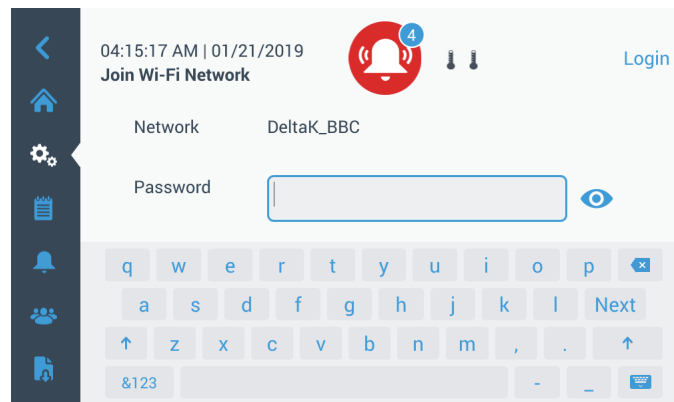 04:15:17 AM | 01/21/2019
4
Login
Join Wi-Fi Network
Network DeltaK_BBC
Password
q w e r t y u i o p
a s d f g h j k l Next
z x c v b n m , .
&123 - _